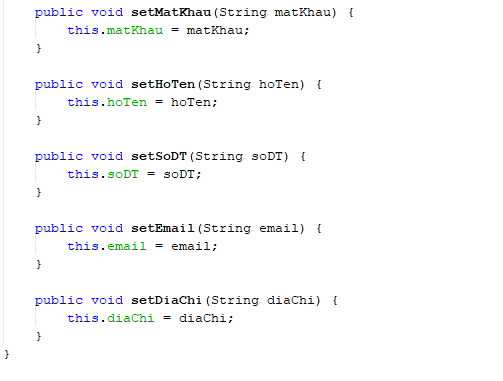 public void setMatKhau(String matKhau) {
this.matKhau = matKhau;
}
public void setHoTen(String hoTen) {
this.hoTen = hoTen;
}
public void setSoDT(String soDT) {
this.soDT = soDT;
}
public void setEmail(String email) {
this.email = email;
}
public void setDiaChi(String diaChi) {
this.diaChi = diaChi;
}
}